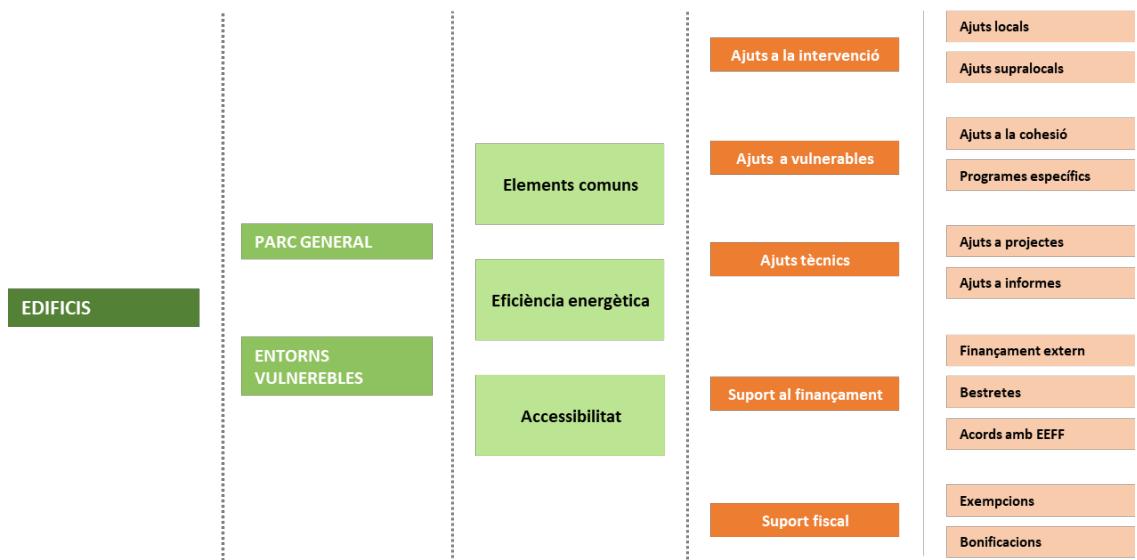 EDIFICIS
PARC GENERAL
ENTORNS
VULNEREBLES
Elements comuns
Eficiència energètica
Accessibilitat
Ajuts a la intervenció
Ajuts locals
Ajuts supralocals
Ajuts a vulnerables
Ajuts a la cohesió
Programes específics
Ajuts tècnics
Ajuts a projectes
Ajuts a informes
Suport al finançament
Finançament extern
Bestretes
Acords amb EEFF
Suport fiscal
Exempcions
Bonificacions